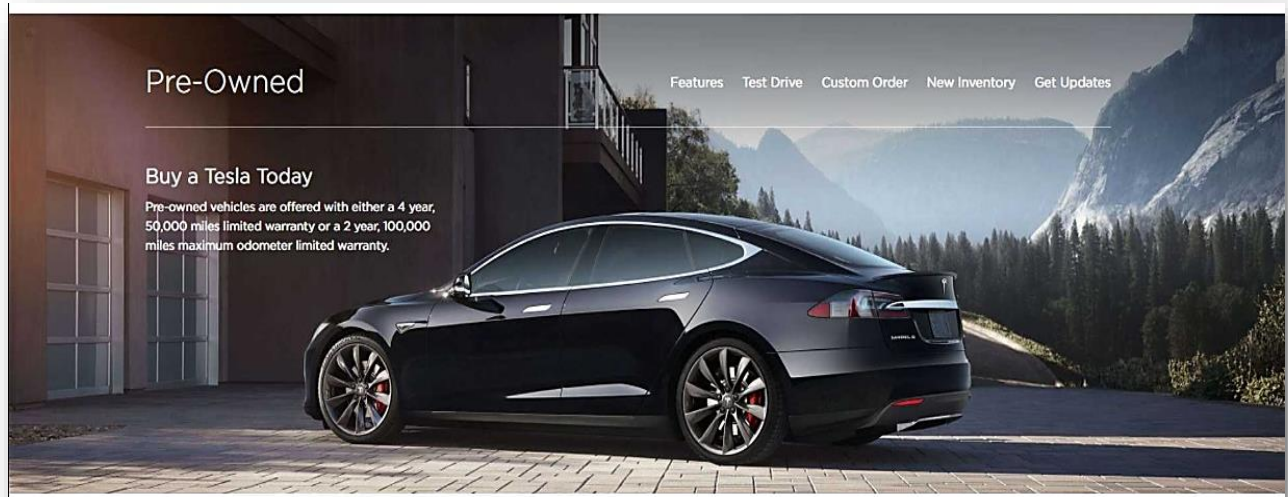 Pre-Owned
Features Test Drive Custom Order New Inventory Get Updates
Buy a Tesla Today
Pre-owned vehicles are offered with either a 4 year,
50,000 miles limited warranty or a 2 year, 100,000
miles maximum odometer limited warranty.
MODEL S